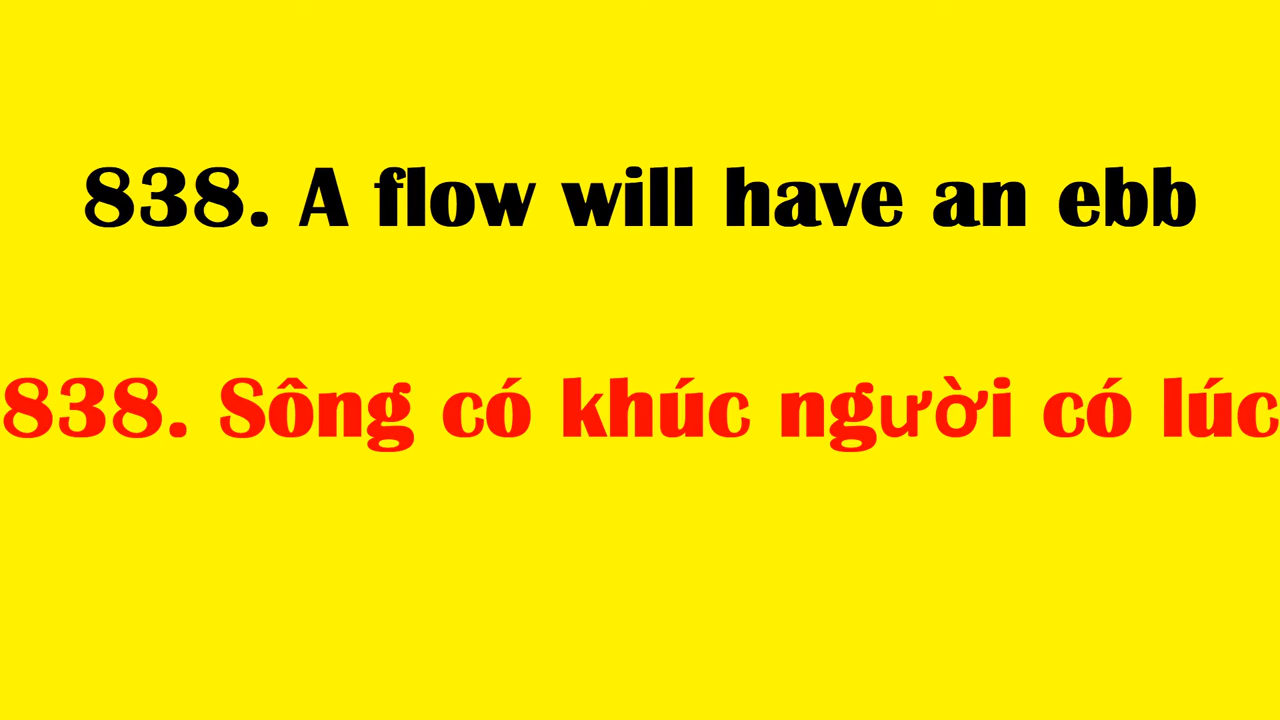 838. A flow will have an ebb
838. Sông có khúc người có lúc